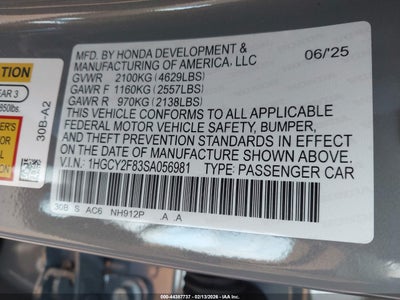 MFD. BY HONDA DEVELOPMENT &
MANUFACTURING OF AMERICA, LLC 06/'25
GVWR 2100KG (4629LBS)
GAWR F 1160KG (2557LBS)
GAWR R 970KG (2138LBS)
THIS VEHICLE CONFORMS TO ALL APPLICABLE
FEDERAL MOTOR VEHICLE SAFETY, BUMPER,
AND THEFT PREVENTION STANDARDS IN EFFECT
ON THE DATE OF MANUFACTURE SHOWN ABOVE.
V.I.N.: 1HGCY2F83SA056981 TYPE: PASSENGER CAR
30B S AC6 NH912P .A .A
30B-A2
000-44357737 - 02/13/2026 - IAA Inc.